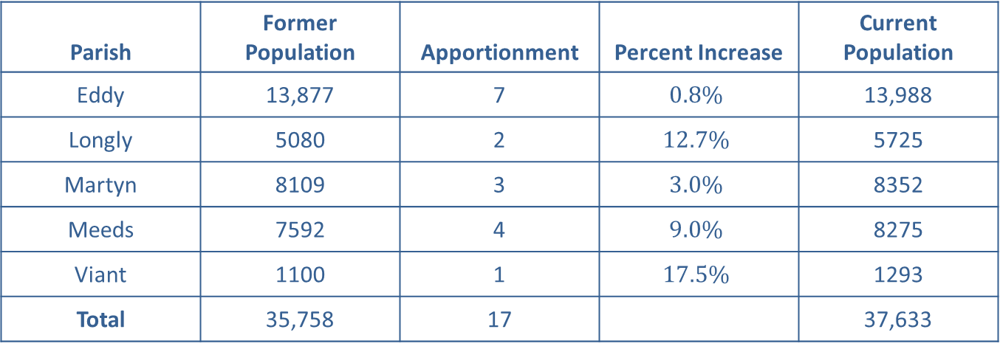 Parish Former Population Apportionment Percent Increase Current Population
Eddy 13,877 7 0.8% 13,988
Longly 5080 2 12.7% 5725
Martyn 8109 3 3.0% 8352
Meeds 7592 4 9.0% 8275
Viant 1100 1 17.5% 1293
Total 35,758 17 37,633